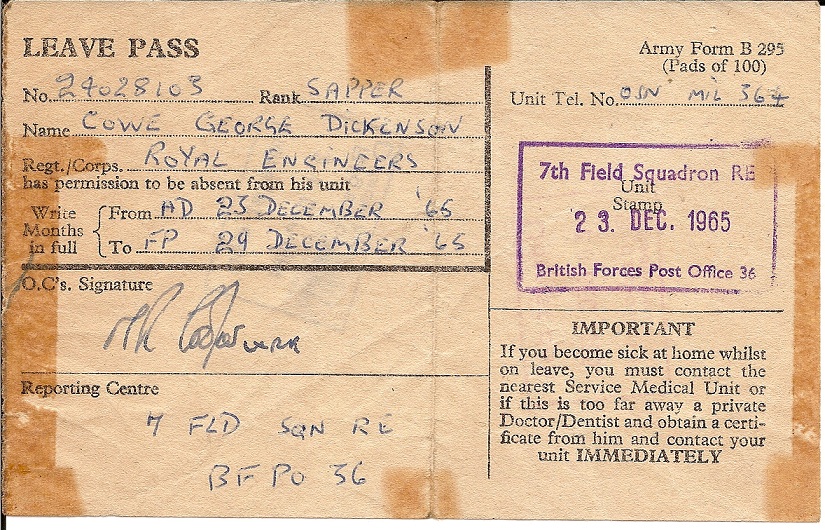 LEAVE PASS
Army Form B 295
(Pads of 100)
No. 24028103 Rank SAPPER
Unit Tel. No. OSN MIL 364
Name COWE GEORGE DICKENSON
Regt./Corps. ROYAL ENGINEERS
has permission to be absent from his unit
Write Months in full
From AD 23 DECEMBER '65
To FP 29 DECEMBER '65
7th Field Squadron RE
Unit
Stamp
23. DEC. 1965
British Forces Post Office 36
O.C's. Signature
Reporting Centre
7 FLD SQN RE
BFPO 36
IMPORTANT
If you become sick at home whilst
on leave, you must contact the
nearest Service Medical Unit or
if this is too far away a private
Doctor/Dentist and obtain a certi-
ficate from him and contact your
unit IMMEDIATELY